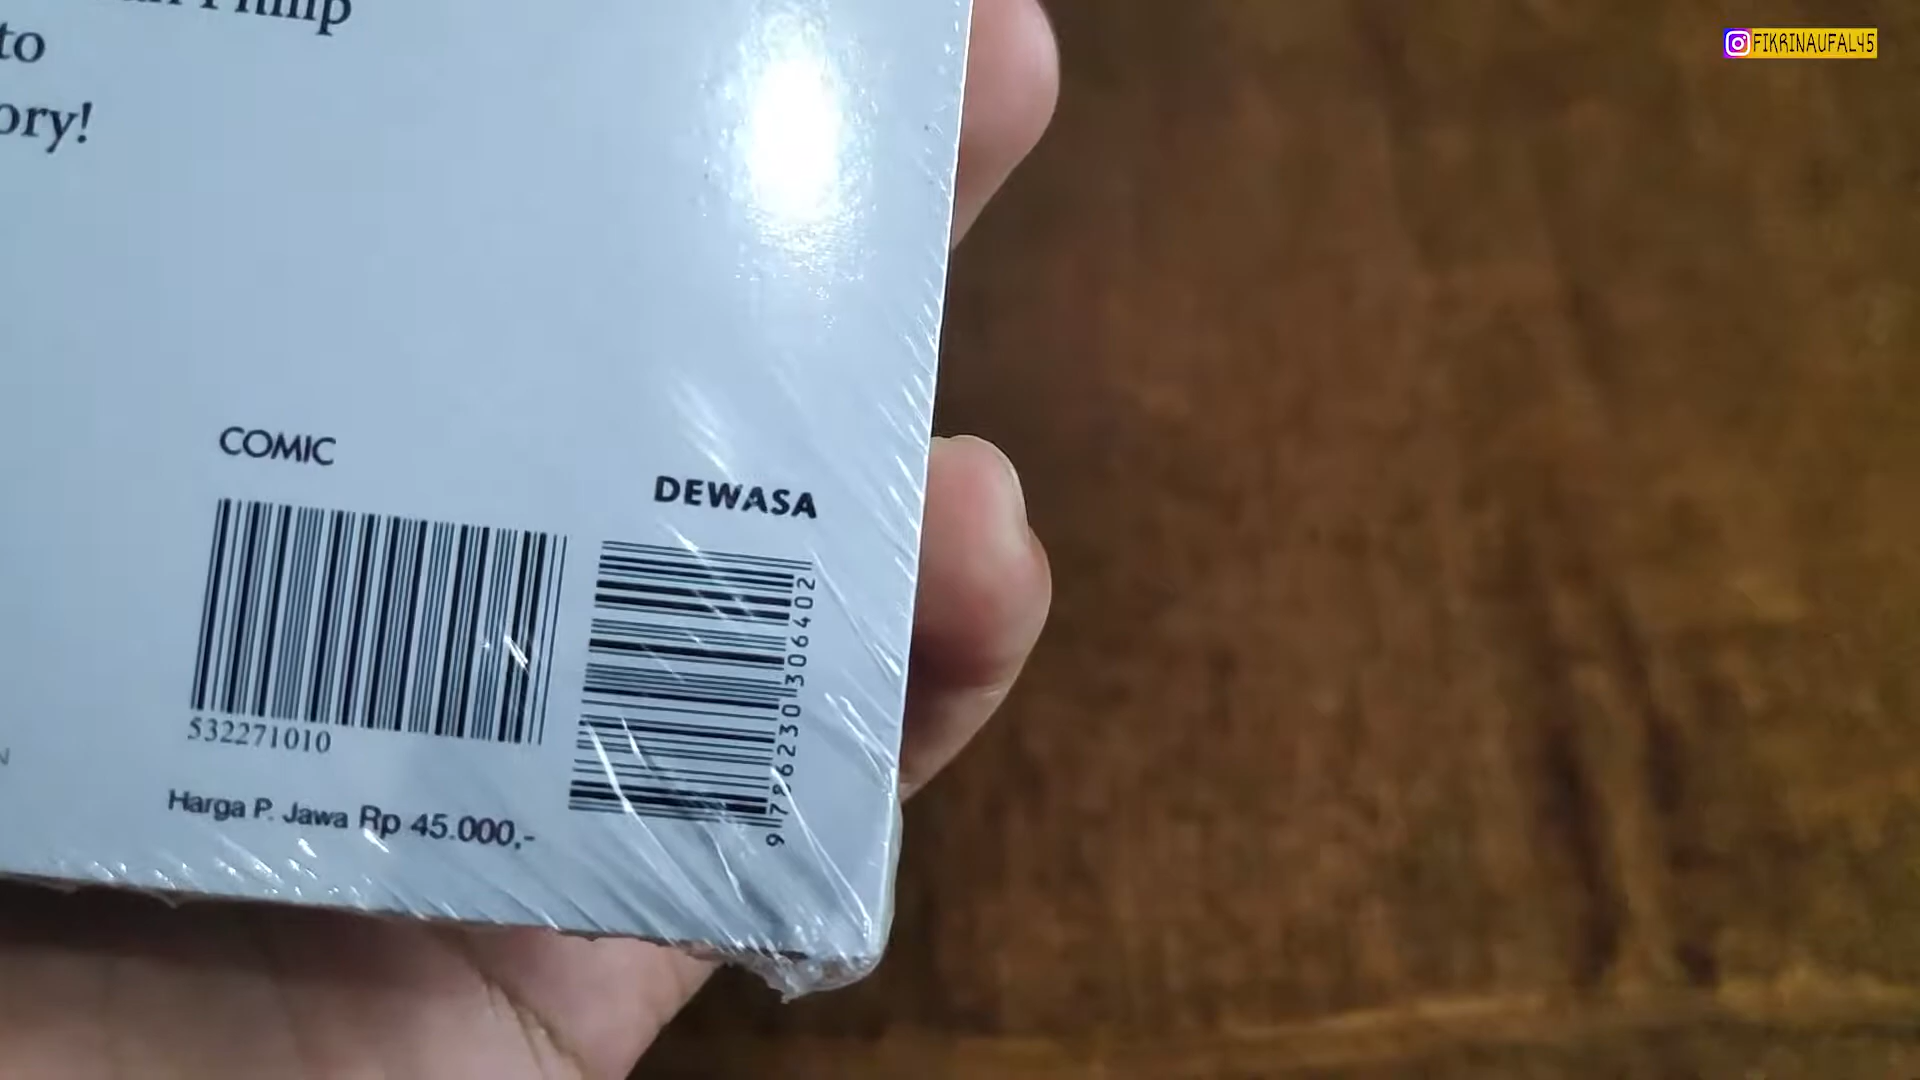 FIKRINAUFAL45
to
ory!
COMIC
DEWASA
532271010
9786230306402
Harga P. Jawa Rp 45.000,-